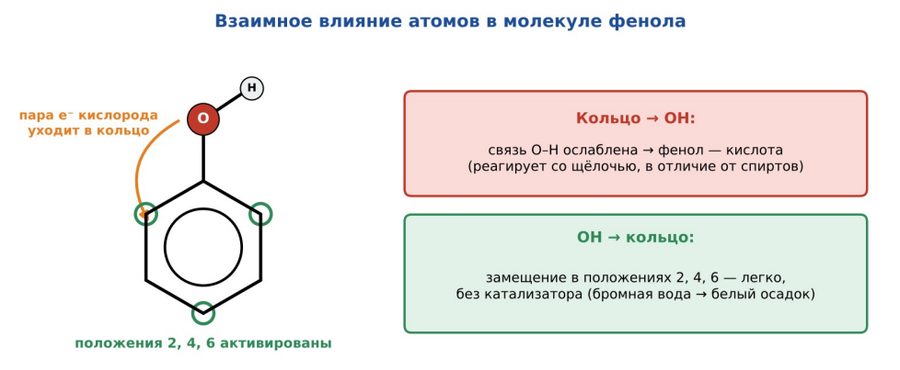 Взаимное влияние атомов в молекуле фенола
H
O
пара e⁻ кислорода
уходит в кольцо
положения 2, 4, 6 активированы
Кольцо → OH:
связь O–H ослаблена → фенол — кислота
(реагирует со щёлочью, в отличие от спиртов)
OH → кольцо:
замещение в положениях 2, 4, 6 — легко,
без катализатора (бромная вода → белый осадок)